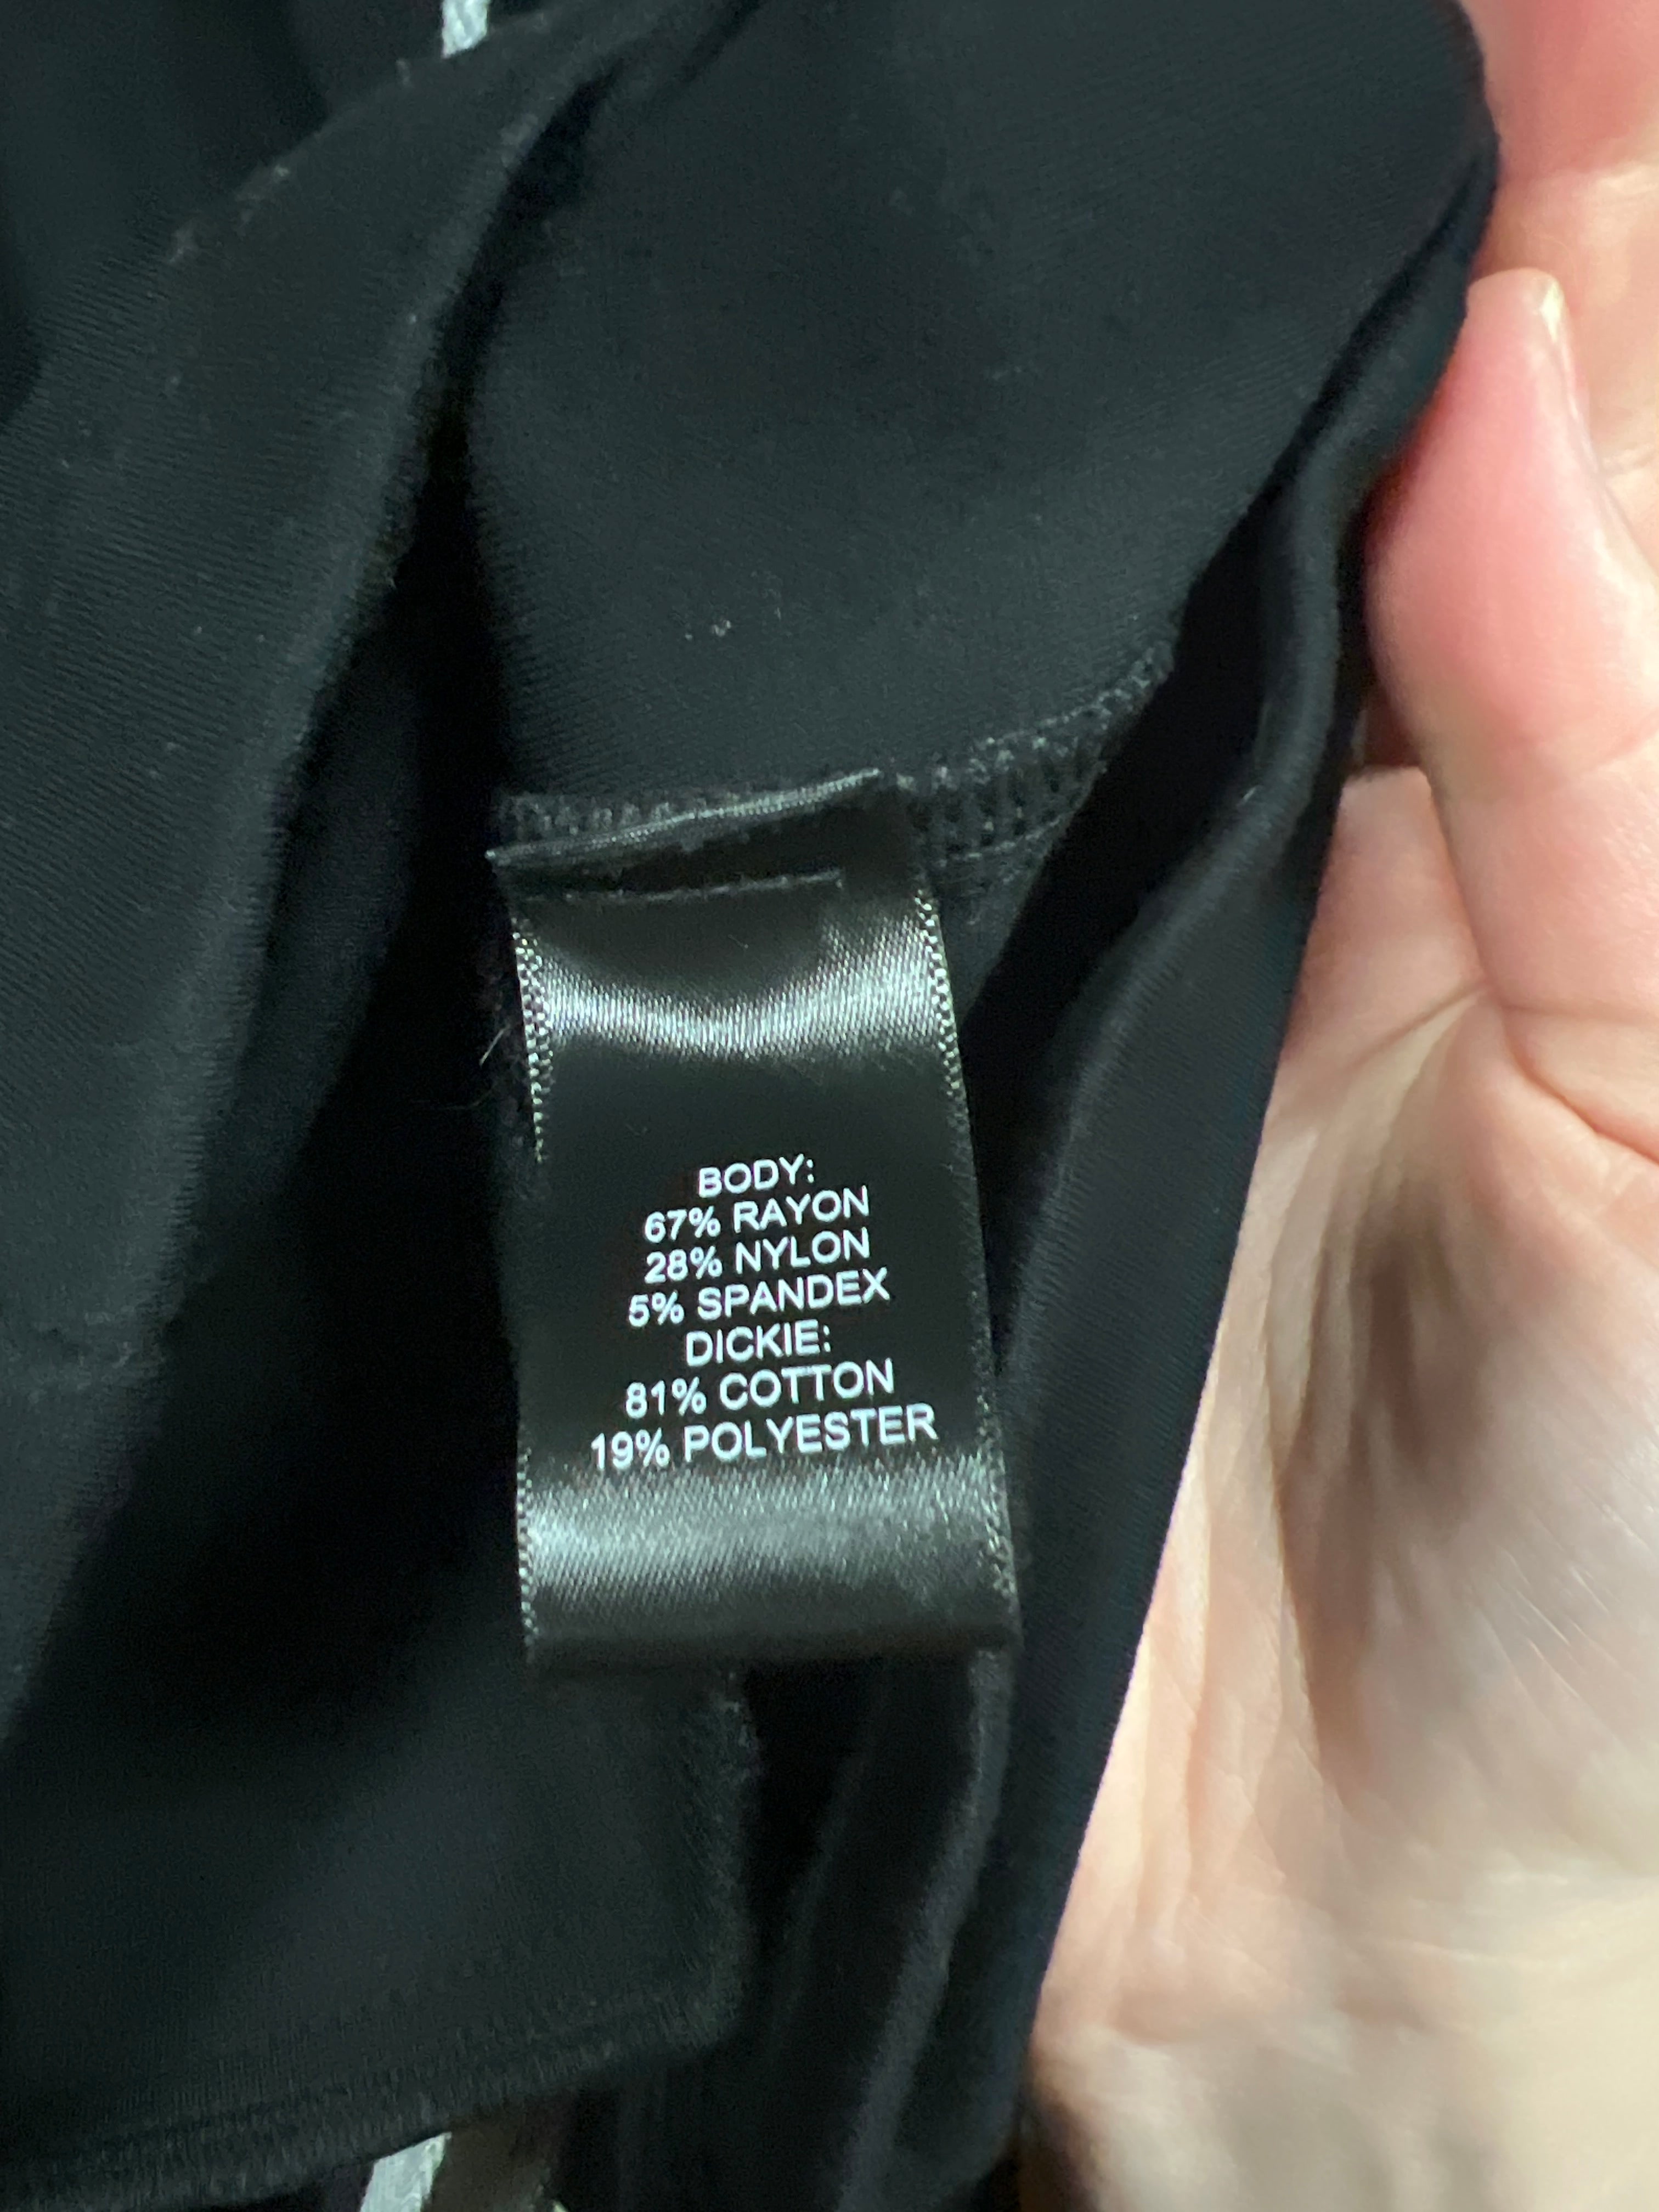 BODY:
67% RAYON
28% NYLON
5% SPANDEX
DICKIE:
81% COTTON
19% POLYESTER